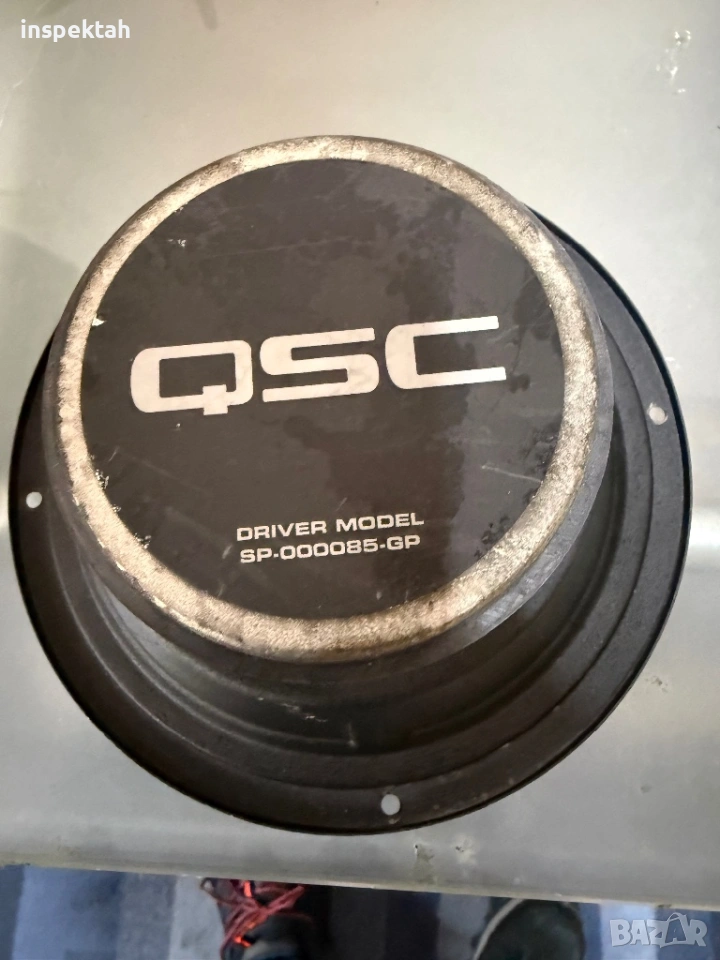 inspektah
QSC
DRIVER MODEL
SP-000085-GP
BAZAR